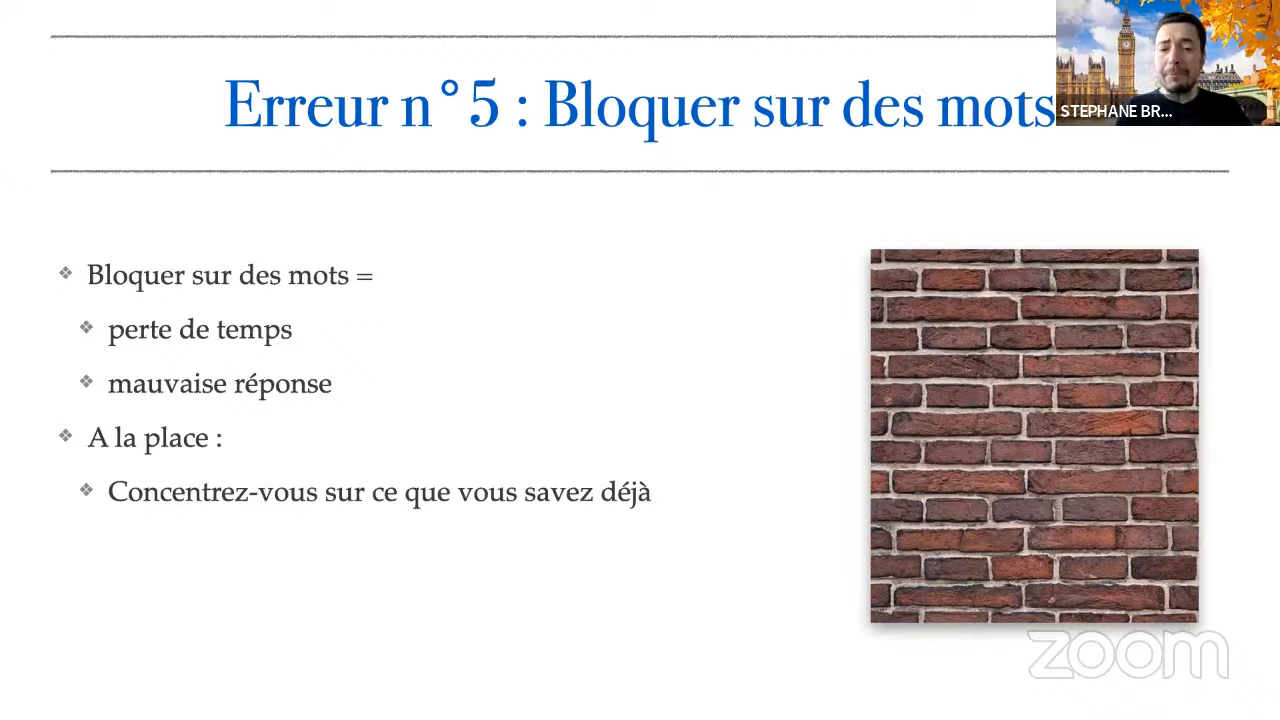 Erreur n°5 : Bloquer sur des mots
STEPHANE BR...
Bloquer sur des mots =
perte de temps
mauvaise réponse
A la place :
Concentrez-vous sur ce que vous savez déjà
zoom